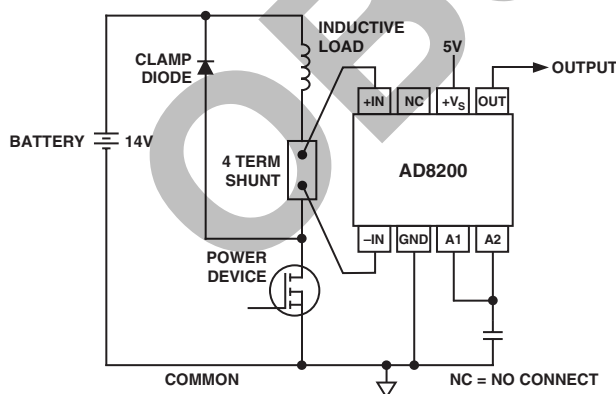 INDUCTIVE
LOAD
CLAMP
DIODE
5V
OUTPUT
+IN NC +VS OUT
BATTERY 14V
4 TERM
SHUNT
AD8200
–IN GND A1 A2
POWER
DEVICE
COMMON
NC = NO CONNECT